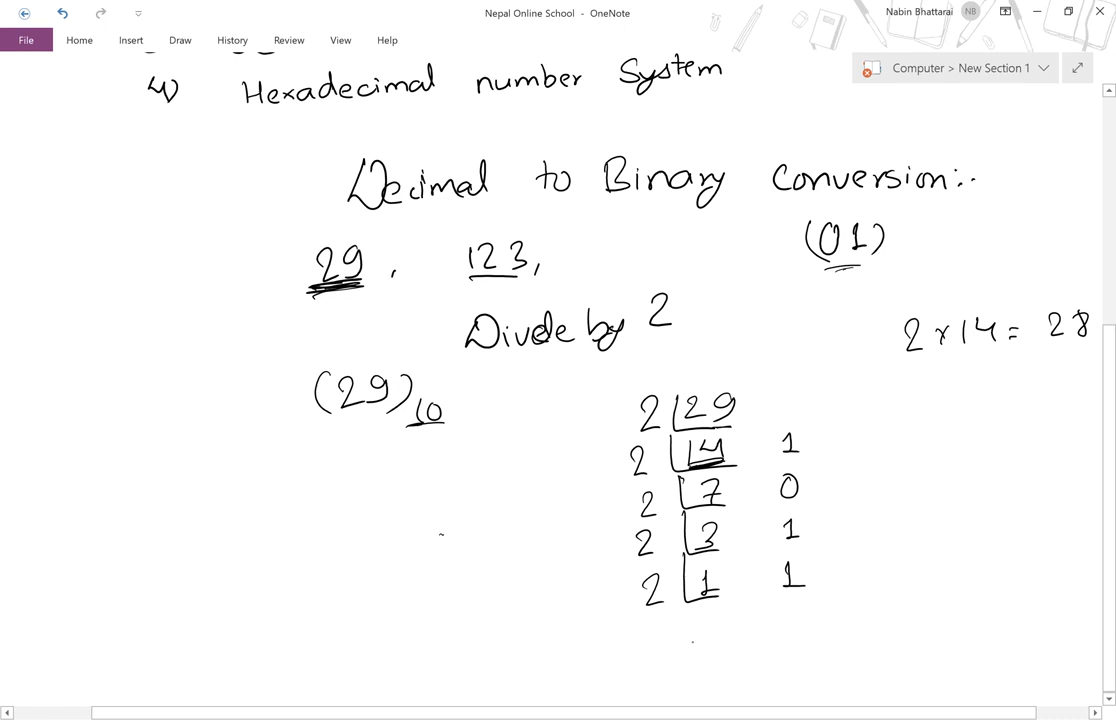 Nepal Online School - OneNote
Nabin Bhattarai NB
File Home Insert Draw History Review View Help
Computer > New Section 1
4) Hexadecimal number System
Decimal to Binary Conversion:-
(01)
29, 123,
Divide by 2
2 x 14 = 28
(29)10
2 29
2 14 1
2 7 0
2 3 1
2 1 1